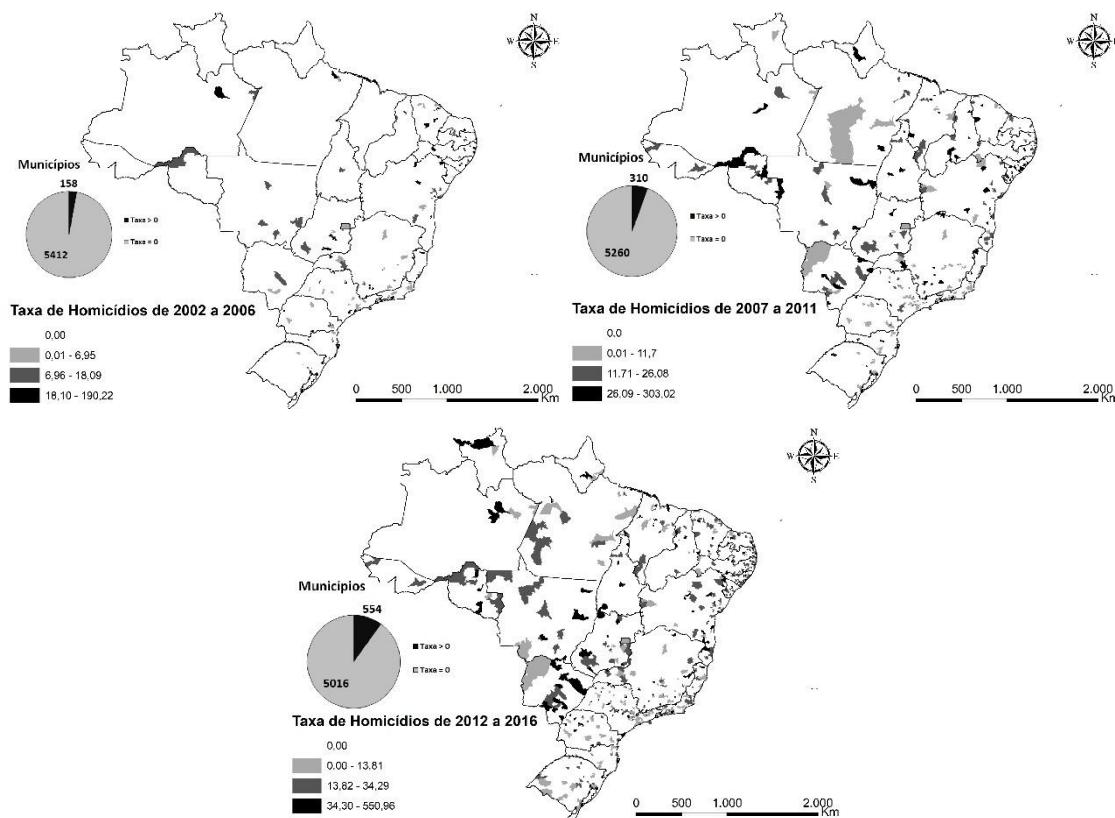 N
W E
S
Municípios
158
5412
Taxa > 0
Taxa = 0
Taxa de Homicídios de 2002 a 2006
0,00
0,01 - 6,95
6,96 - 18,09
18,10 - 190,22
0 500 1.000 2.000
Km
N
W E
S
Municípios
310
5260
Taxa > 0
Taxa = 0
Taxa de Homicídios de 2007 a 2011
0,0
0,01 - 11,7
11,71 - 26,08
26,09 - 303,02
0 500 1.000 2.000
Km
N
W E
S
Municípios
554
5016
Taxa > 0
Taxa = 0
Taxa de Homicídios de 2012 a 2016
0,00
0,00 - 13,81
13,82 - 34,29
34,30 - 550,96
0 500 1.000 2.000
Km